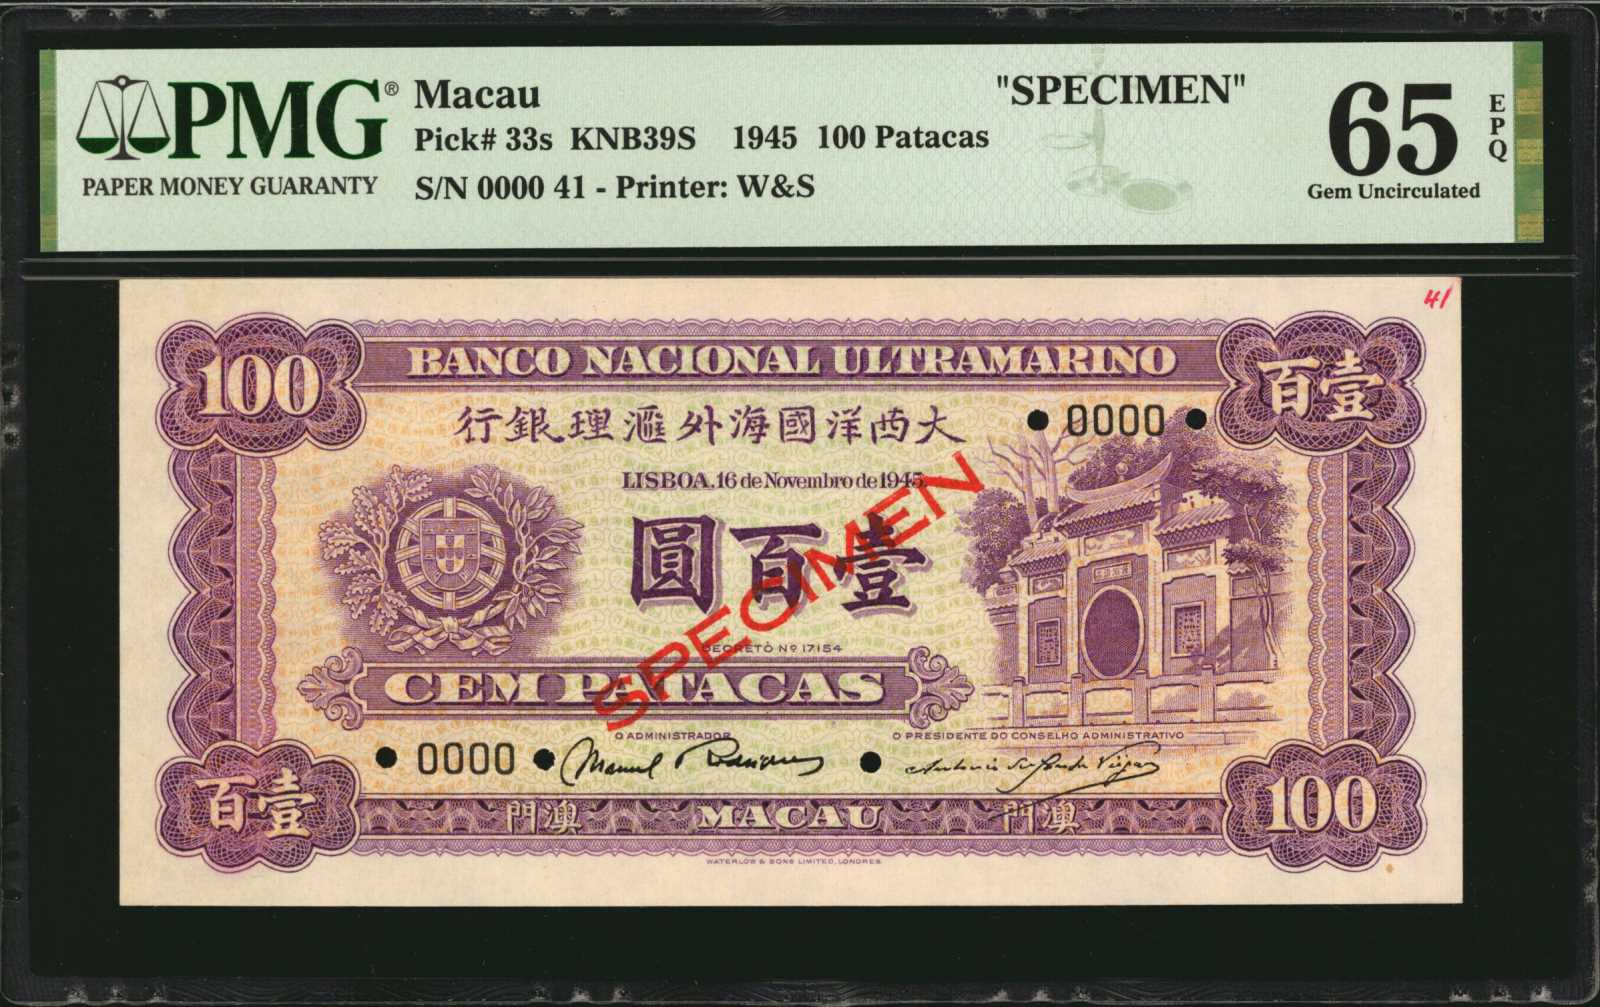 PMG®
PAPER MONEY GUARANTY
Macau
"SPECIMEN"
Pick# 33s KNB39S 1945 100 Patacas
S/N 0000 41 - Printer: W&S
65
EPQ
Gem Uncirculated
41
100
BANCO NACIONAL ULTRAMARINO
百壹
行銀理滙外海國洋西大
0000
LISBOA, 16 de Novembro de 1945.
圓百壹
SPECIMEN
DECRETO Nº 17154
CEM PATACAS
O ADMINISTRADOR
O PRESIDENTE DO CONSELHO ADMINISTRATIVO
0000
Manuel Rodrigues
百壹
門澳
MACAU
門澳
100
WATERLOW & SONS LIMITED, LONDRES